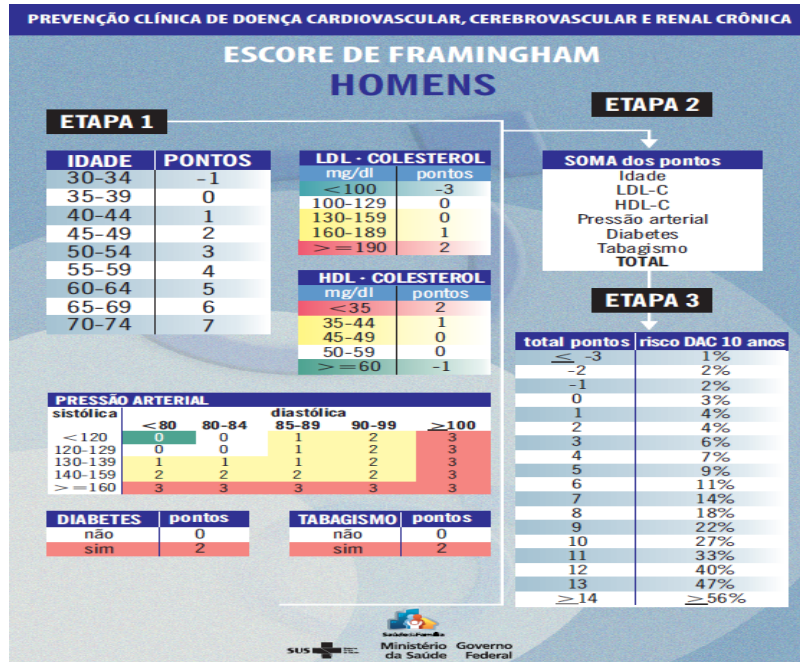 PREVENÇÃO CLÍNICA DE DOENÇA CARDIOVASCULAR, CEREBROVASCULAR E RENAL CRÔNICA
ESCORE DE FRAMINGHAM
HOMENS
ETAPA 1
IDADE PONTOS
30-34 -1
35-39 0
40-44 1
45-49 2
50-54 3
55-59 4
60-64 5
65-69 6
70-74 7
LDL - COLESTEROL
mg/dl pontos
<100 -3
100-129 0
130-159 0
160-189 1
>=190 2
HDL - COLESTEROL
mg/dl pontos
<35 2
35-44 1
45-49 0
50-59 0
>=60 -1
PRESSÃO ARTERIAL
sistólica diastólica
<80 80-84 85-89 90-99 ≥100
<120 0 0 1 2 3
120-129 0 0 1 2 3
130-139 1 1 1 2 3
140-159 2 2 2 2 3
>=160 3 3 3 3 3
DIABETES pontos
não 0
sim 2
TABAGISMO pontos
não 0
sim 2
ETAPA 2
SOMA dos pontos
Idade
LDL-C
HDL-C
Pressão arterial
Diabetes
Tabagismo
TOTAL
ETAPA 3
total pontos risco DAC 10 anos
≤ -3 1%
-2 2%
-1 2%
0 3%
1 4%
2 4%
3 6%
4 7%
5 9%
6 11%
7 14%
8 18%
9 22%
10 27%
11 33%
12 40%
13 47%
≥14 ≥56%
Saúde da Família
SUS
Ministério da Saúde
Governo Federal